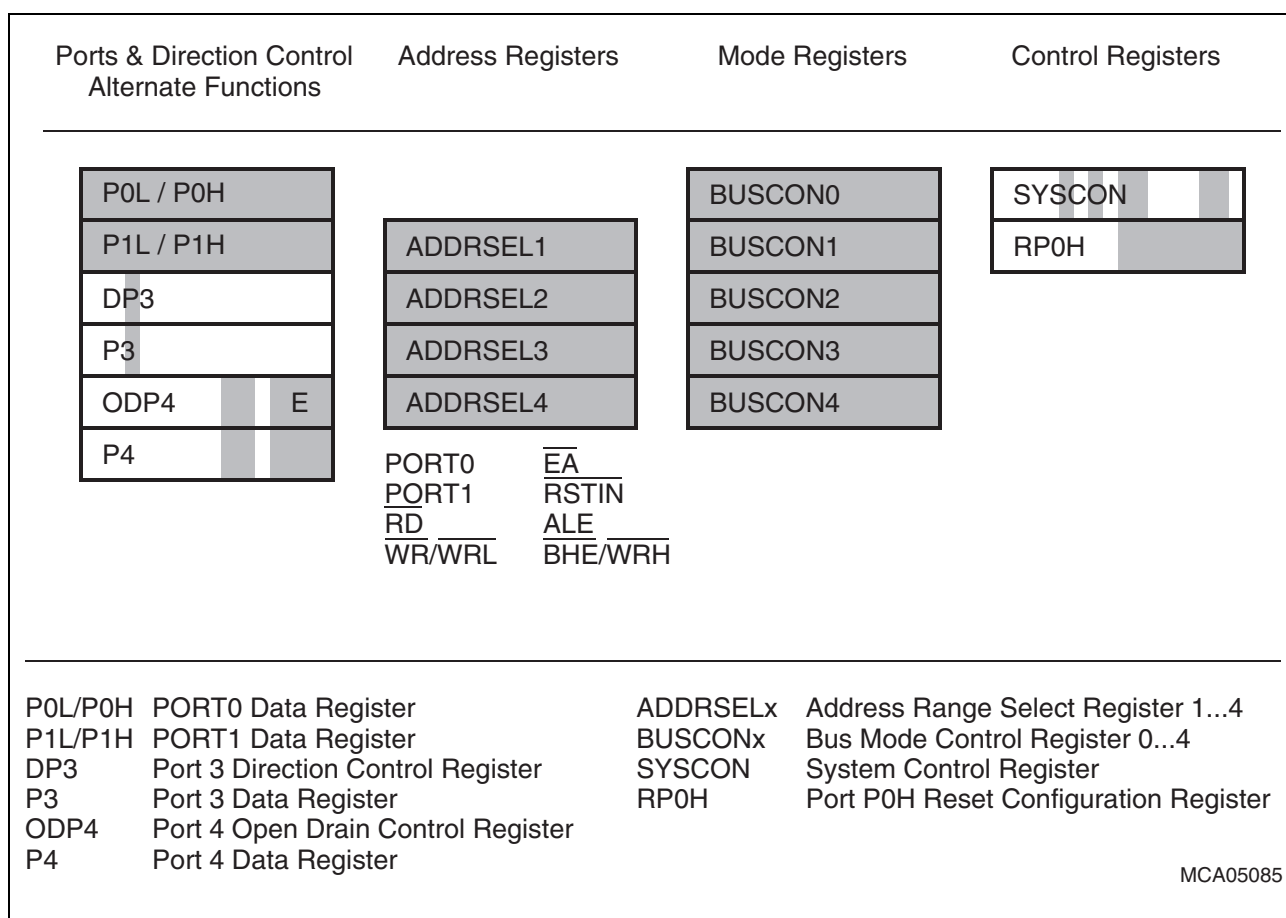 Ports & Direction Control
Alternate Functions
Address Registers
Mode Registers
Control Registers
P0L / P0H
P1L / P1H
DP3
P3
ODP4 E
P4
ADDRSEL1
ADDRSEL2
ADDRSEL3
ADDRSEL4
PORT0 EA
PORT1 RSTIN
RD ALE
WR/WRL BHE/WRH
BUSCON0
BUSCON1
BUSCON2
BUSCON3
BUSCON4
SYSCON
RP0H
P0L/P0H PORT0 Data Register
P1L/P1H PORT1 Data Register
DP3 Port 3 Direction Control Register
P3 Port 3 Data Register
ODP4 Port 4 Open Drain Control Register
P4 Port 4 Data Register
ADDRSELx Address Range Select Register 1...4
BUSCONx Bus Mode Control Register 0...4
SYSCON System Control Register
RP0H Port P0H Reset Configuration Register
MCA05085